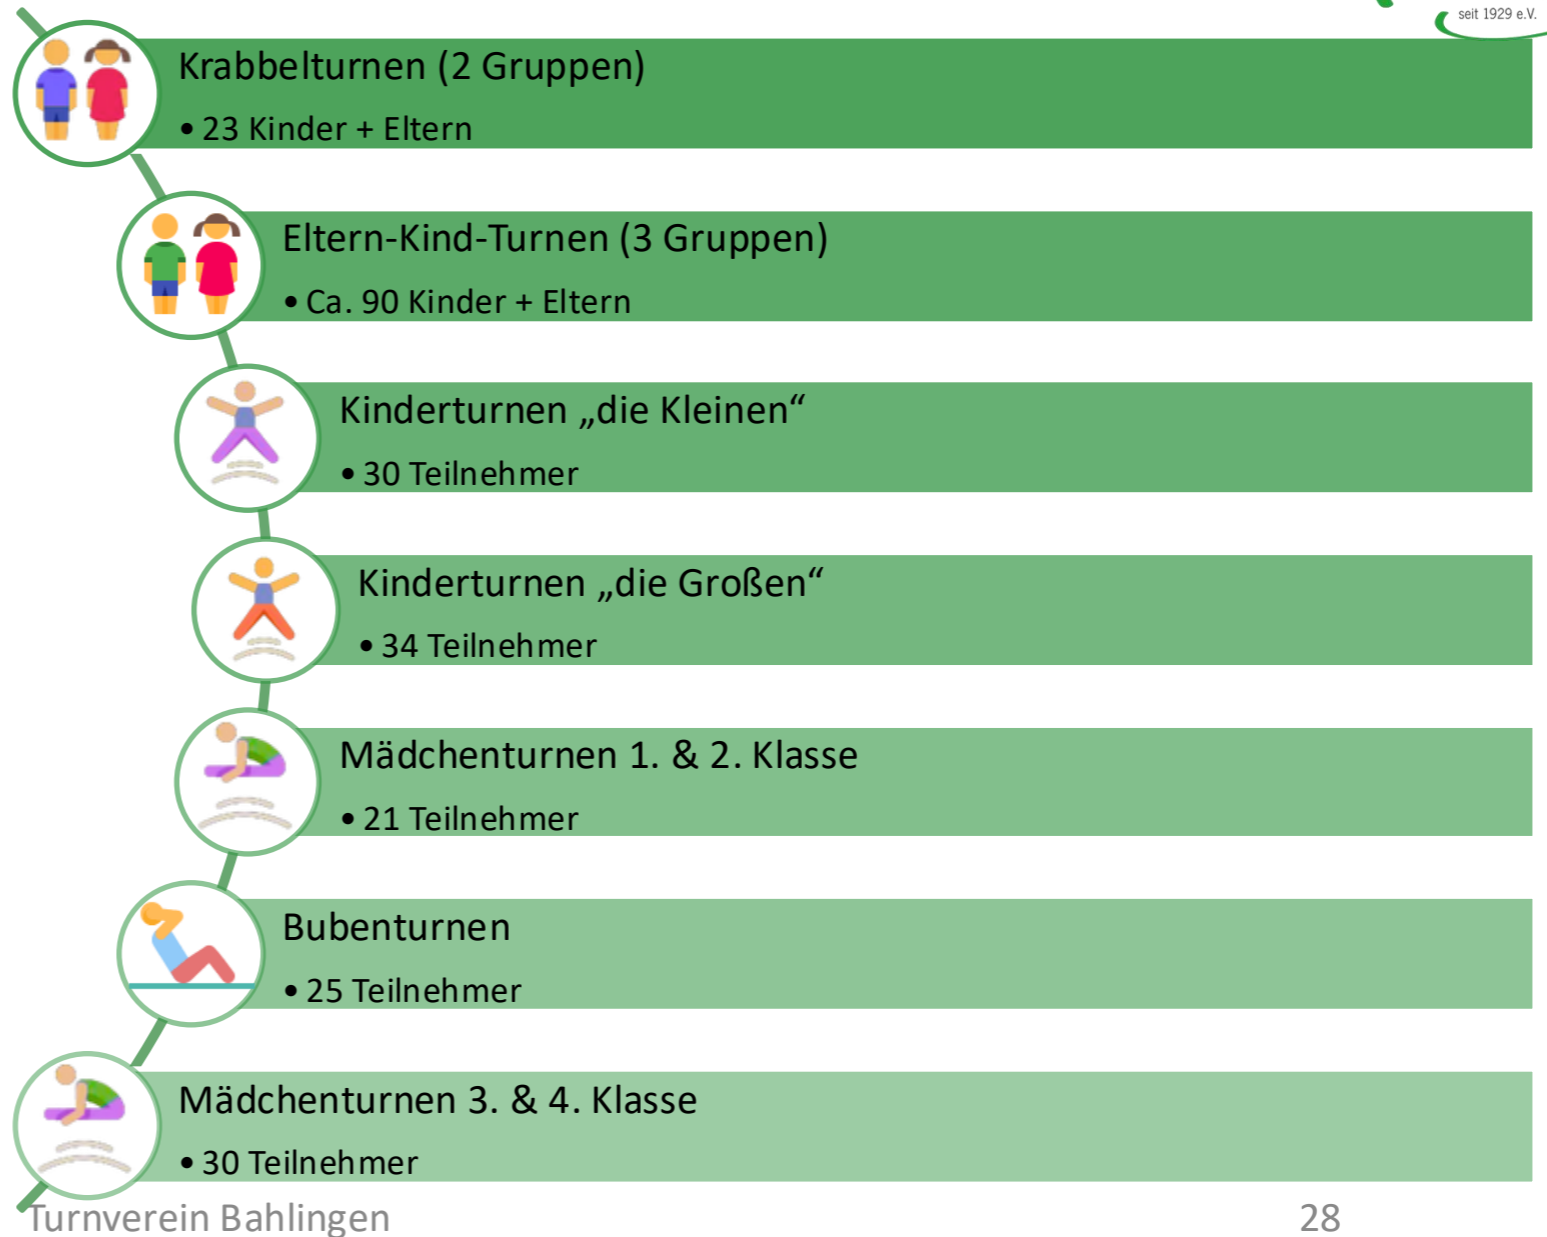 seit 1929 e.V.
Krabbelturnen (2 Gruppen)
• 23 Kinder + Eltern
Eltern-Kind-Turnen (3 Gruppen)
• Ca. 90 Kinder + Eltern
Kinderturnen „die Kleinen“
• 30 Teilnehmer
Kinderturnen „die Großen“
• 34 Teilnehmer
Mädchenturnen 1. & 2. Klasse
• 21 Teilnehmer
Bubenturnen
• 25 Teilnehmer
Mädchenturnen 3. & 4. Klasse
• 30 Teilnehmer
Turnverein Bahlingen
28